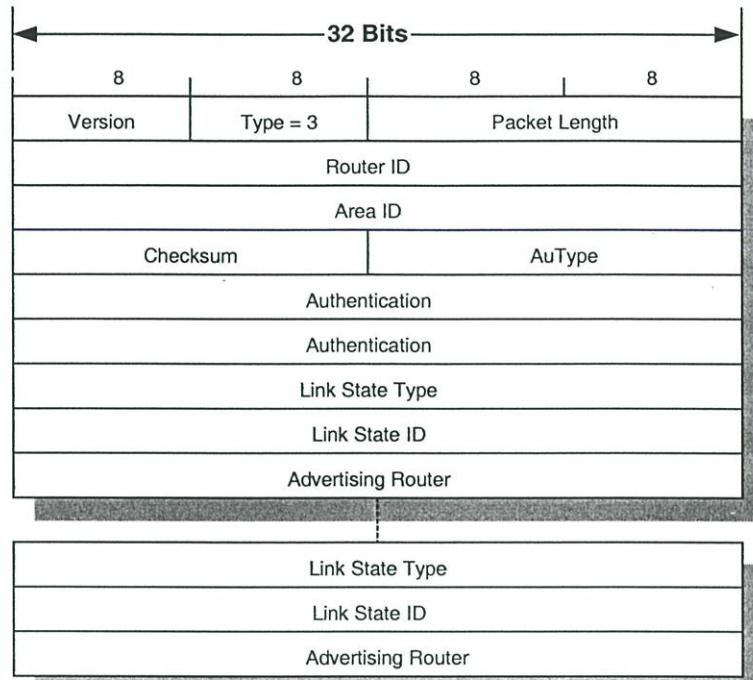 32 Bits
8 8 8 8
Version Type = 3 Packet Length
Router ID
Area ID
Checksum AuType
Authentication
Authentication
Link State Type
Link State ID
Advertising Router
Link State Type
Link State ID
Advertising Router